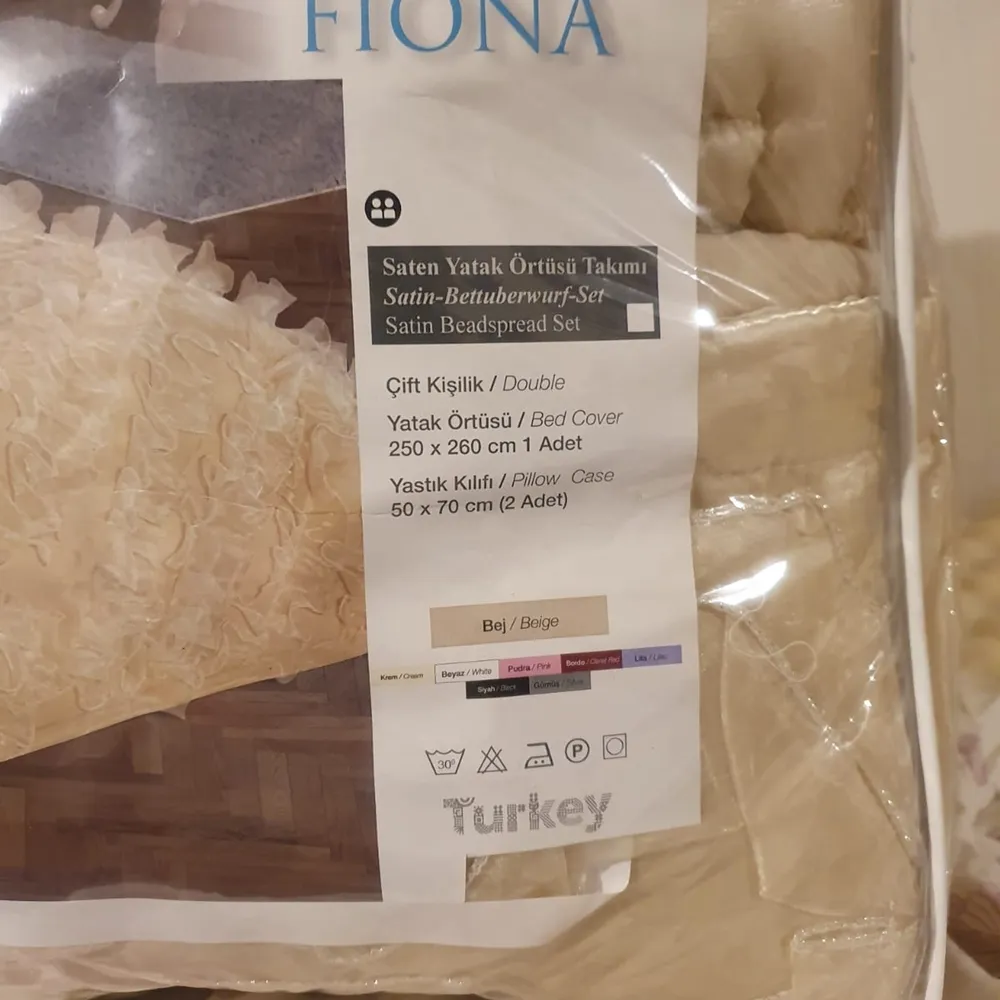 FIONA
Saten Yatak Örtüsü Takımı
Satin-Bettuberwurf-Set
Satin Beadspread Set
Çift Kişilik / Double
Yatak Örtüsü / Bed Cover
250 x 260 cm 1 Adet
Yastık Kılıfı / Pillow Case
50 x 70 cm (2 Adet)
Bej / Beige
Krem / Cream Beyaz / White Pudra / Pink Bordo / Claret Red Lila / Lilac
Siyah / Black Gümüş / Silver
30° P
Turkey